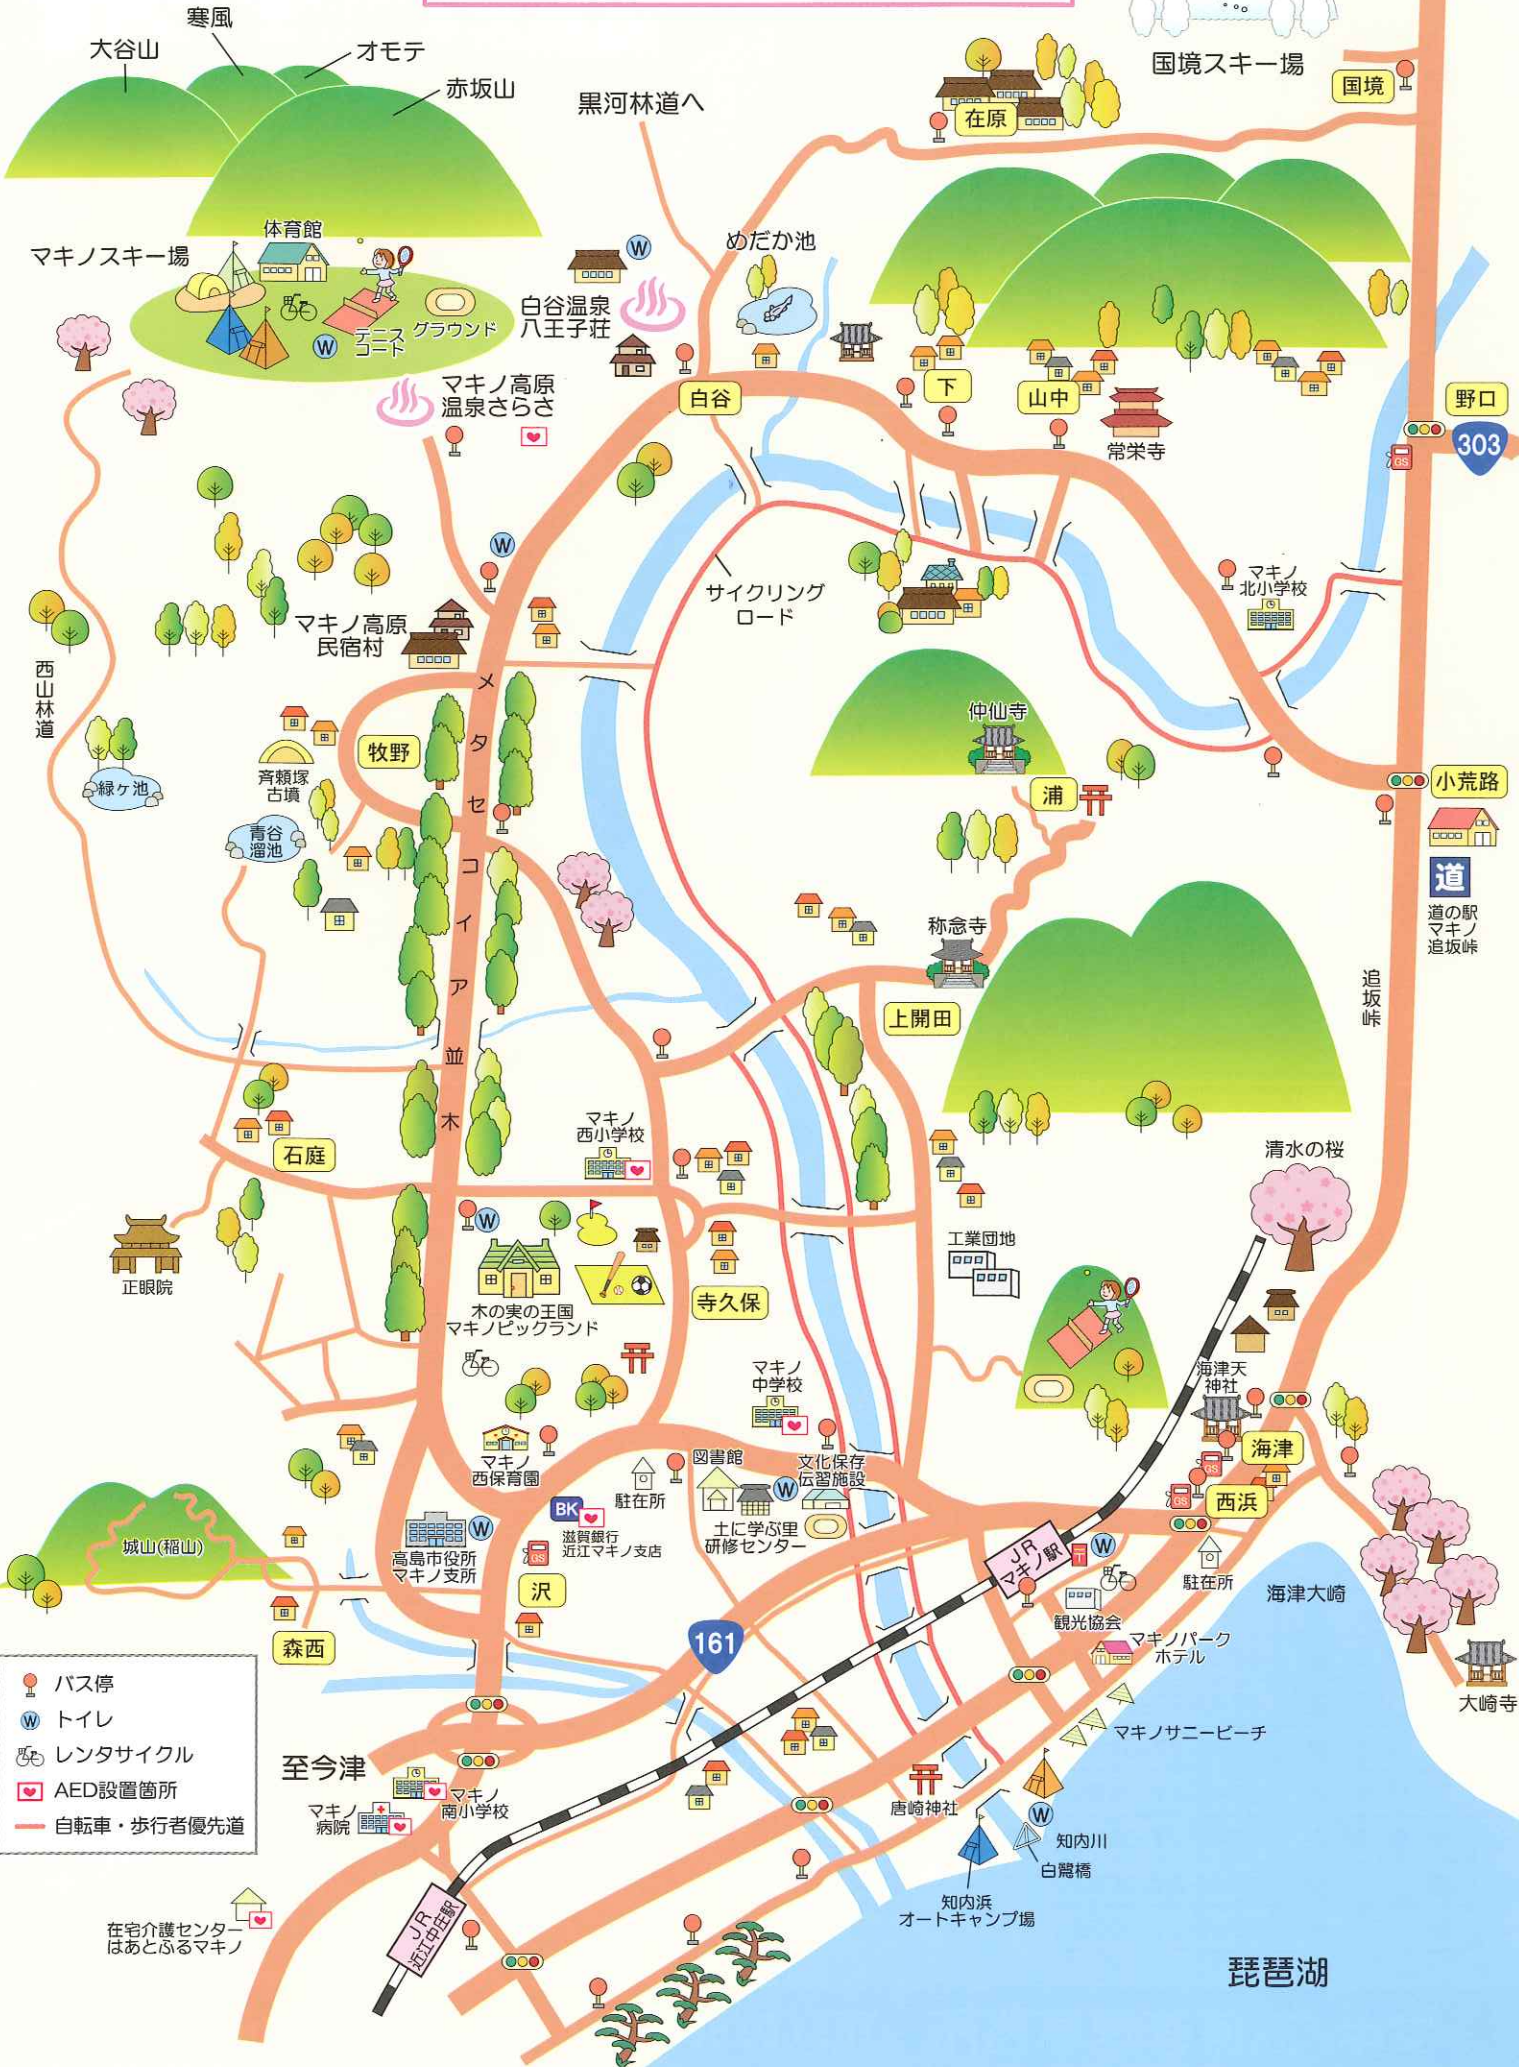 寒風
大谷山
オモテ
赤坂山
黒河林道へ
国境スキー場
国境
在原
マキノスキー場
体育館
テニス
コート
グラウンド
W
白谷温泉
八王子荘
W
めだか池
マキノ高原
温泉さらさ
白谷
下
山中
常栄寺
野口
303
GS
W
サイクリング
ロード
マキノ
北小学校
マキノ高原
民宿村
西山林道
緑ヶ池
斉頼塚
古墳
青谷
溜池
牧野
メタセコイア並木
仲仙寺
浦
小荒路
道
道の駅
マキノ
追坂峠
称念寺
上開田
追坂峠
石庭
マキノ
西小学校
清水の桜
正眼院
W
木の実の王国
マキノピックランド
寺久保
工業団地
マキノ
中学校
海津天
神社
海津
GS
GS
西浜
マキノ
西保育園
駐在所
図書館
W
文化保存
伝習施設
土に学ぶ里
研修センター
BK
滋賀銀行
近江マキノ支店
GS
高島市役所
マキノ支所
W
沢
城山(稲山)
森西
161
JR
マキノ駅
〒
W
駐在所
観光協会
海津大崎
マキノパーク
ホテル
大崎寺
マキノサニービーチ
バス停
W トイレ
レンタサイクル
AED設置箇所
自転車・歩行者優先道
至今津
マキノ
南小学校
マキノ
病院
唐崎神社
W
知内川
白鷺橋
知内浜
オートキャンプ場
在宅介護センター
はあとふるマキノ
JR
近江中庄駅
琵琶湖